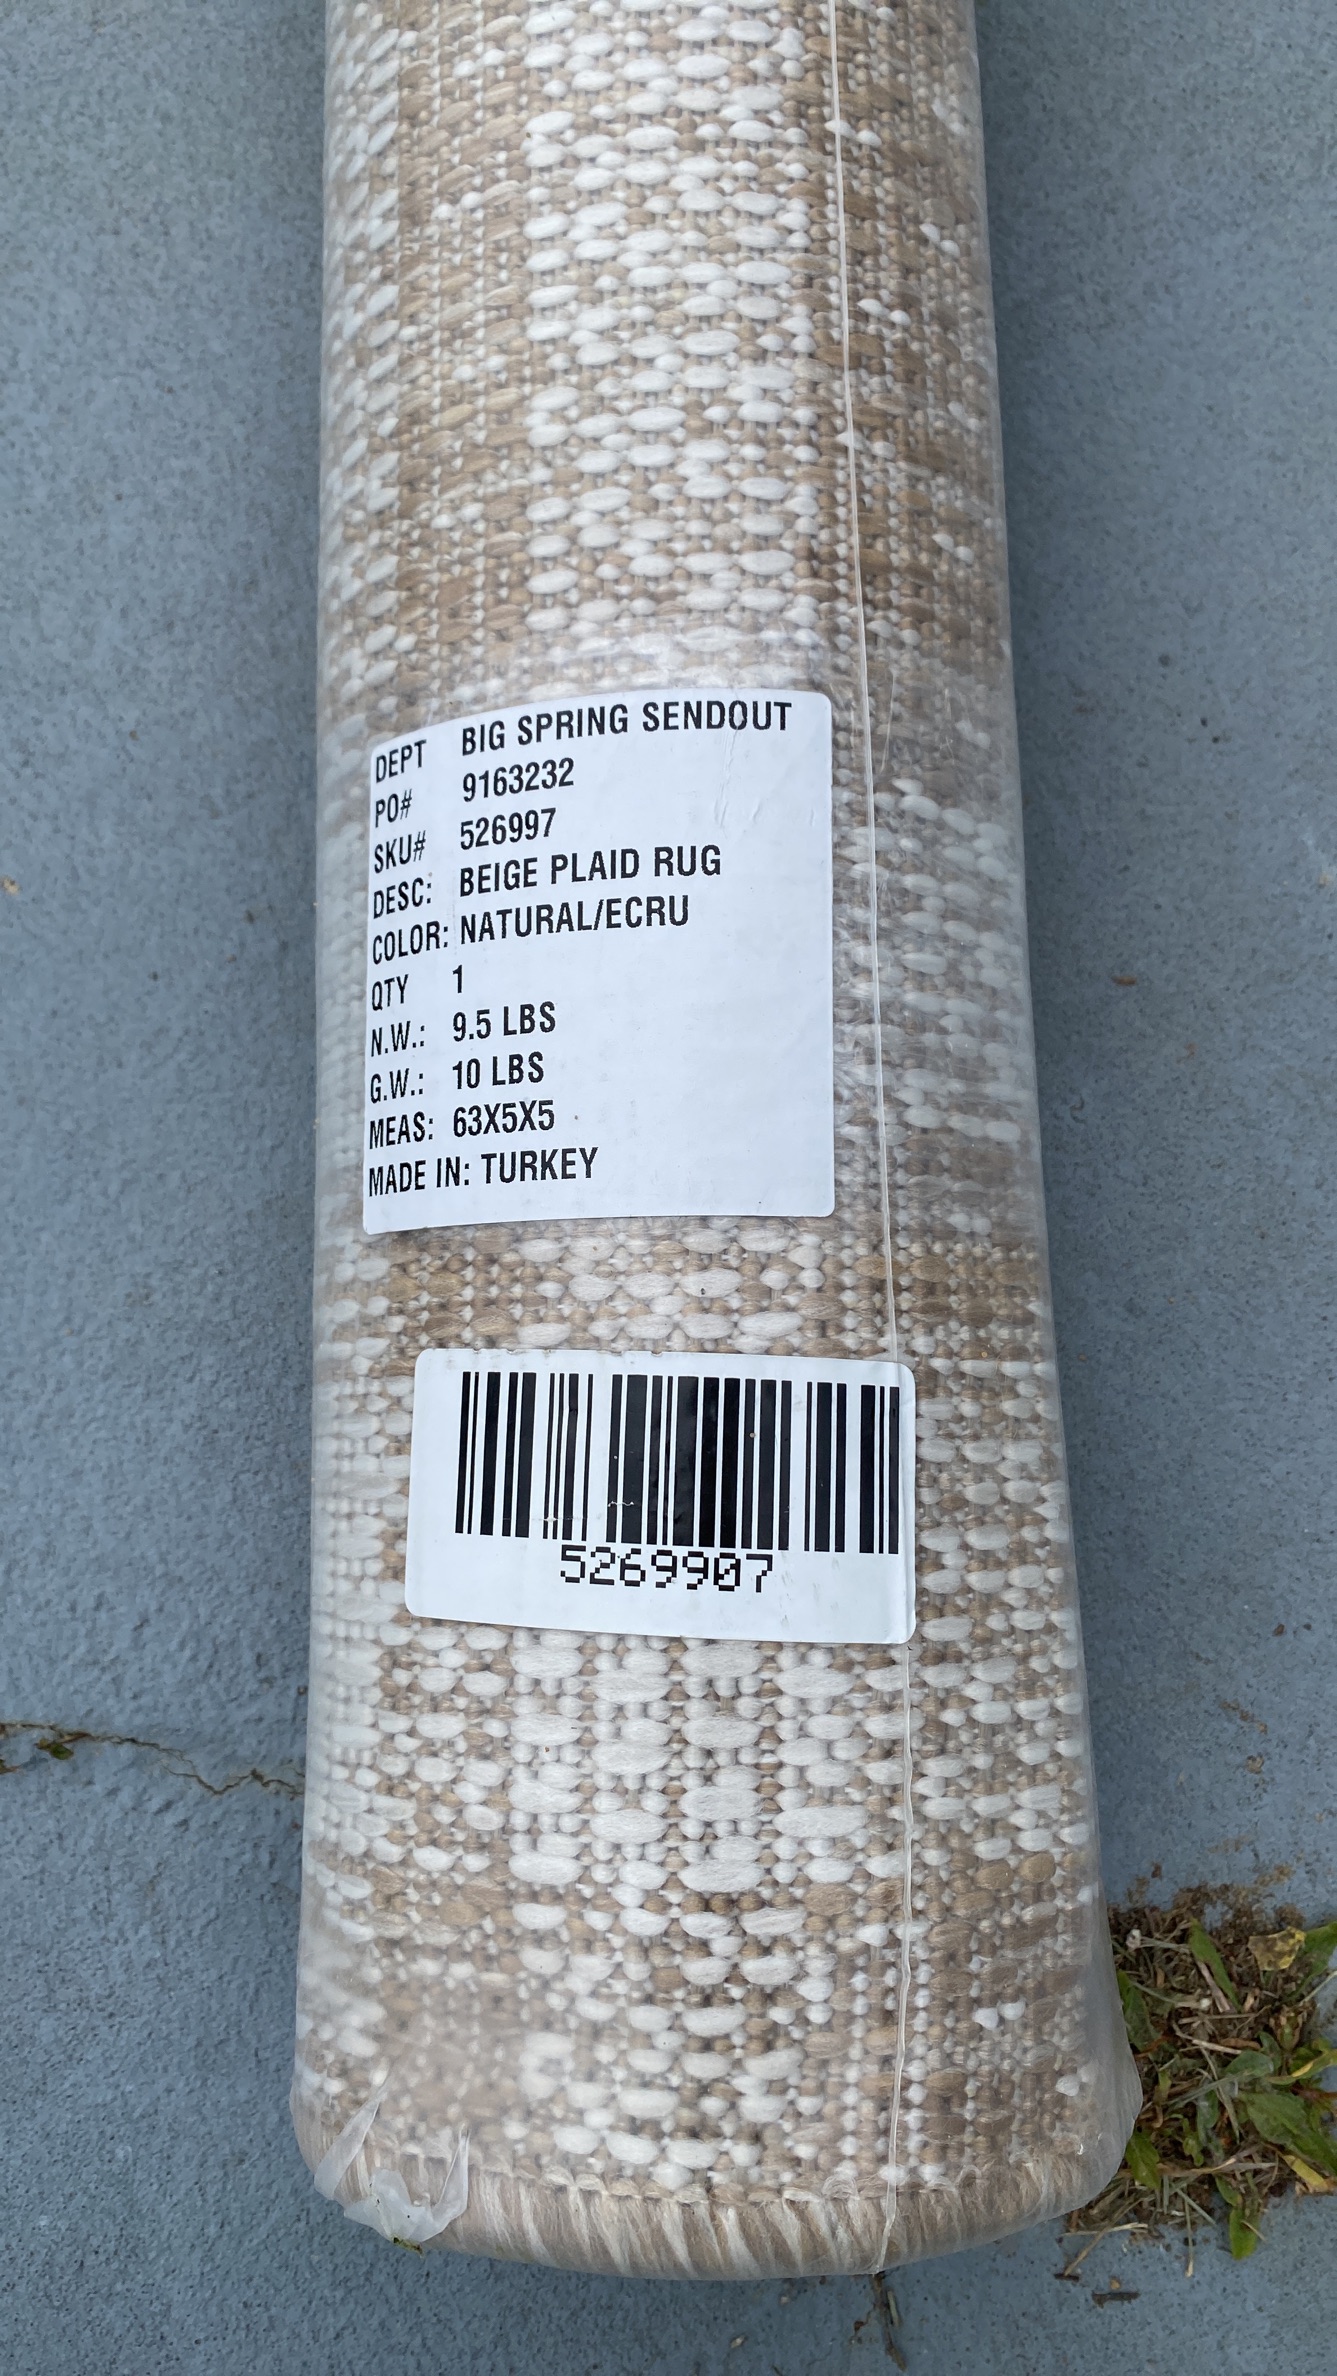 DEPT BIG SPRING SENDOUT
PO# 9163232
SKU# 526997
DESC: BEIGE PLAID RUG
COLOR: NATURAL/ECRU
QTY 1
N.W.: 9.5 LBS
G.W.: 10 LBS
MEAS: 63X5X5
MADE IN: TURKEY
5269907